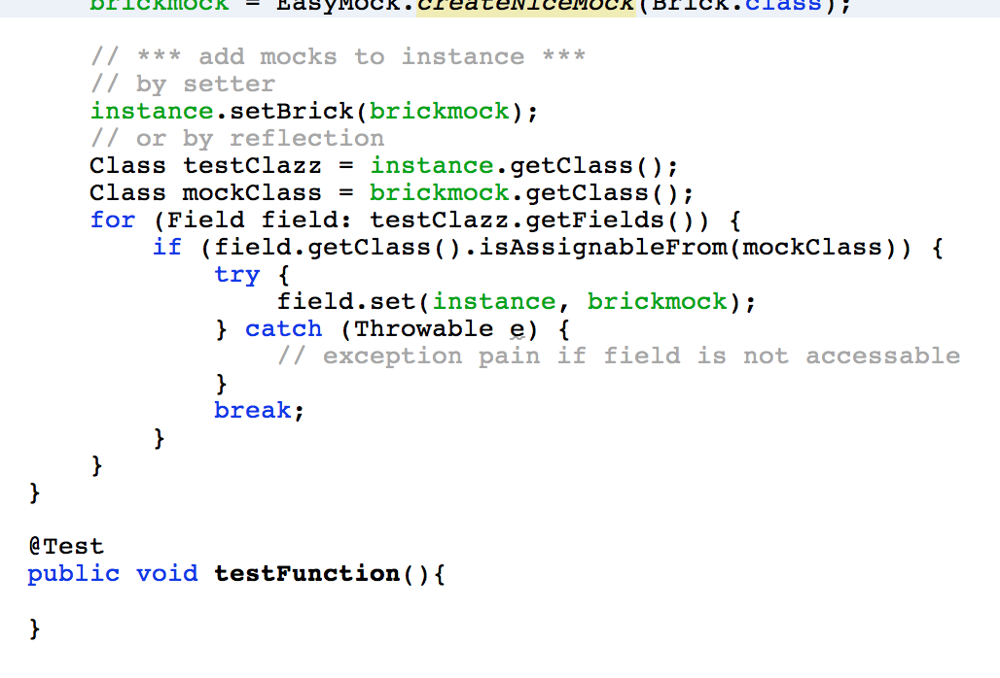 brickmock = EasyMock.createNiceMock(Brick.class);
// *** add mocks to instance ***
// by setter
instance.setBrick(brickmock);
// or by reflection
Class testClazz = instance.getClass();
Class mockClass = brickmock.getClass();
for (Field field: testClazz.getFields()) {
if (field.getClass().isAssignableFrom(mockClass)) {
try {
field.set(instance, brickmock);
} catch (Throwable e) {
// exception pain if field is not accessable
}
break;
}
}
}
@Test
public void testFunction(){
}